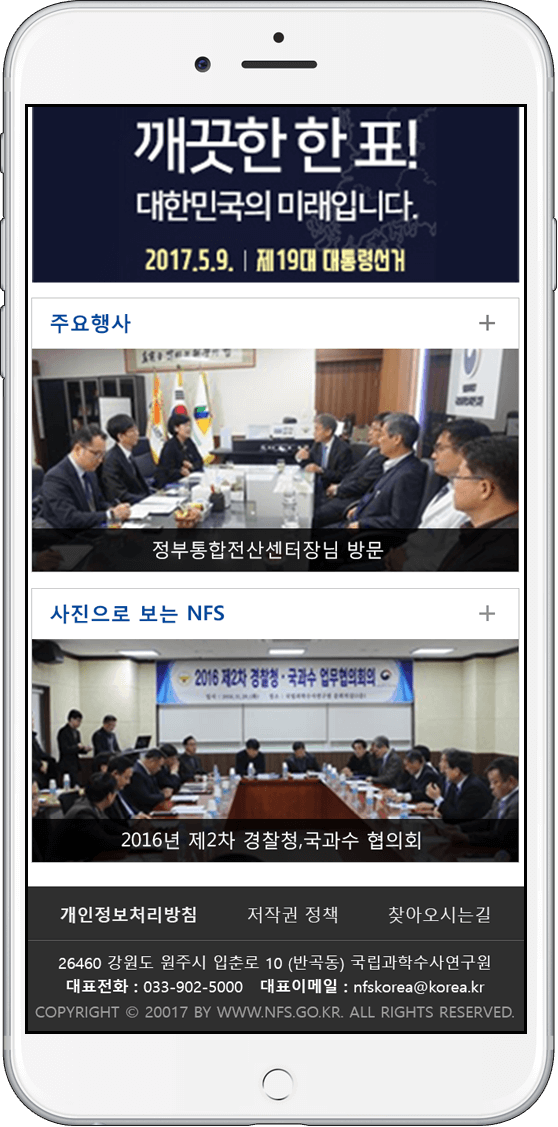 깨끗한 한 표!
대한민국의 미래입니다.
2017.5.9. | 제19대 대통령선거
주요행사 +
정부통합전산센터장님 방문
사진으로 보는 NFS +
2016 제2차 경찰청·국과수 업무협의회의
2016년 제2차 경찰청,국과수 협의회
개인정보처리방침 저작권 정책 찾아오시는길
26460 강원도 원주시 입춘로 10 (반곡동) 국립과학수사연구원
대표전화 : 033-902-5000 대표이메일 : nfskorea@korea.kr
COPYRIGHT © 20017 BY WWW.NFS.GO.KR. ALL RIGHTS RESERVED.